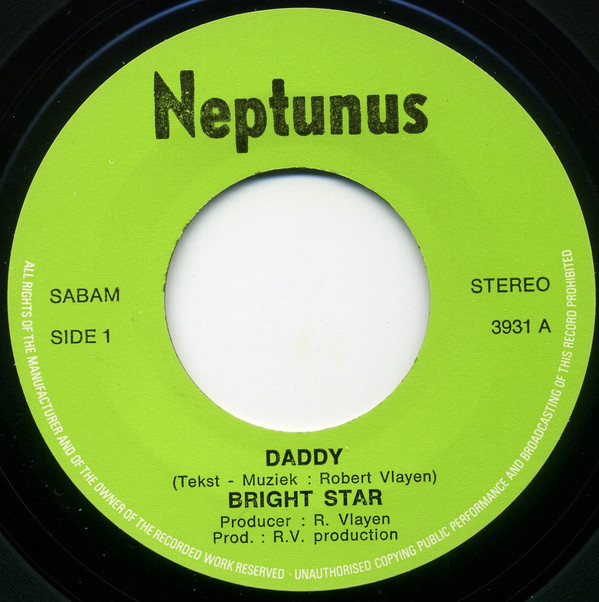 Neptunus
SABAM
STEREO
SIDE 1
3931 A
DADDY
(Tekst - Muziek : Robert Vlayen)
BRIGHT STAR
Producer : R. Vlayen
Prod. : R.V. production
ALL RIGHTS OF THE MANUFACTURER AND OF THE OWNER OF THE RECORDED WORK RESERVED · UNAUTHORISED COPYING PUBLIC PERFORMANCE AND BROADCASTING OF THIS RECORD PROHIBITED